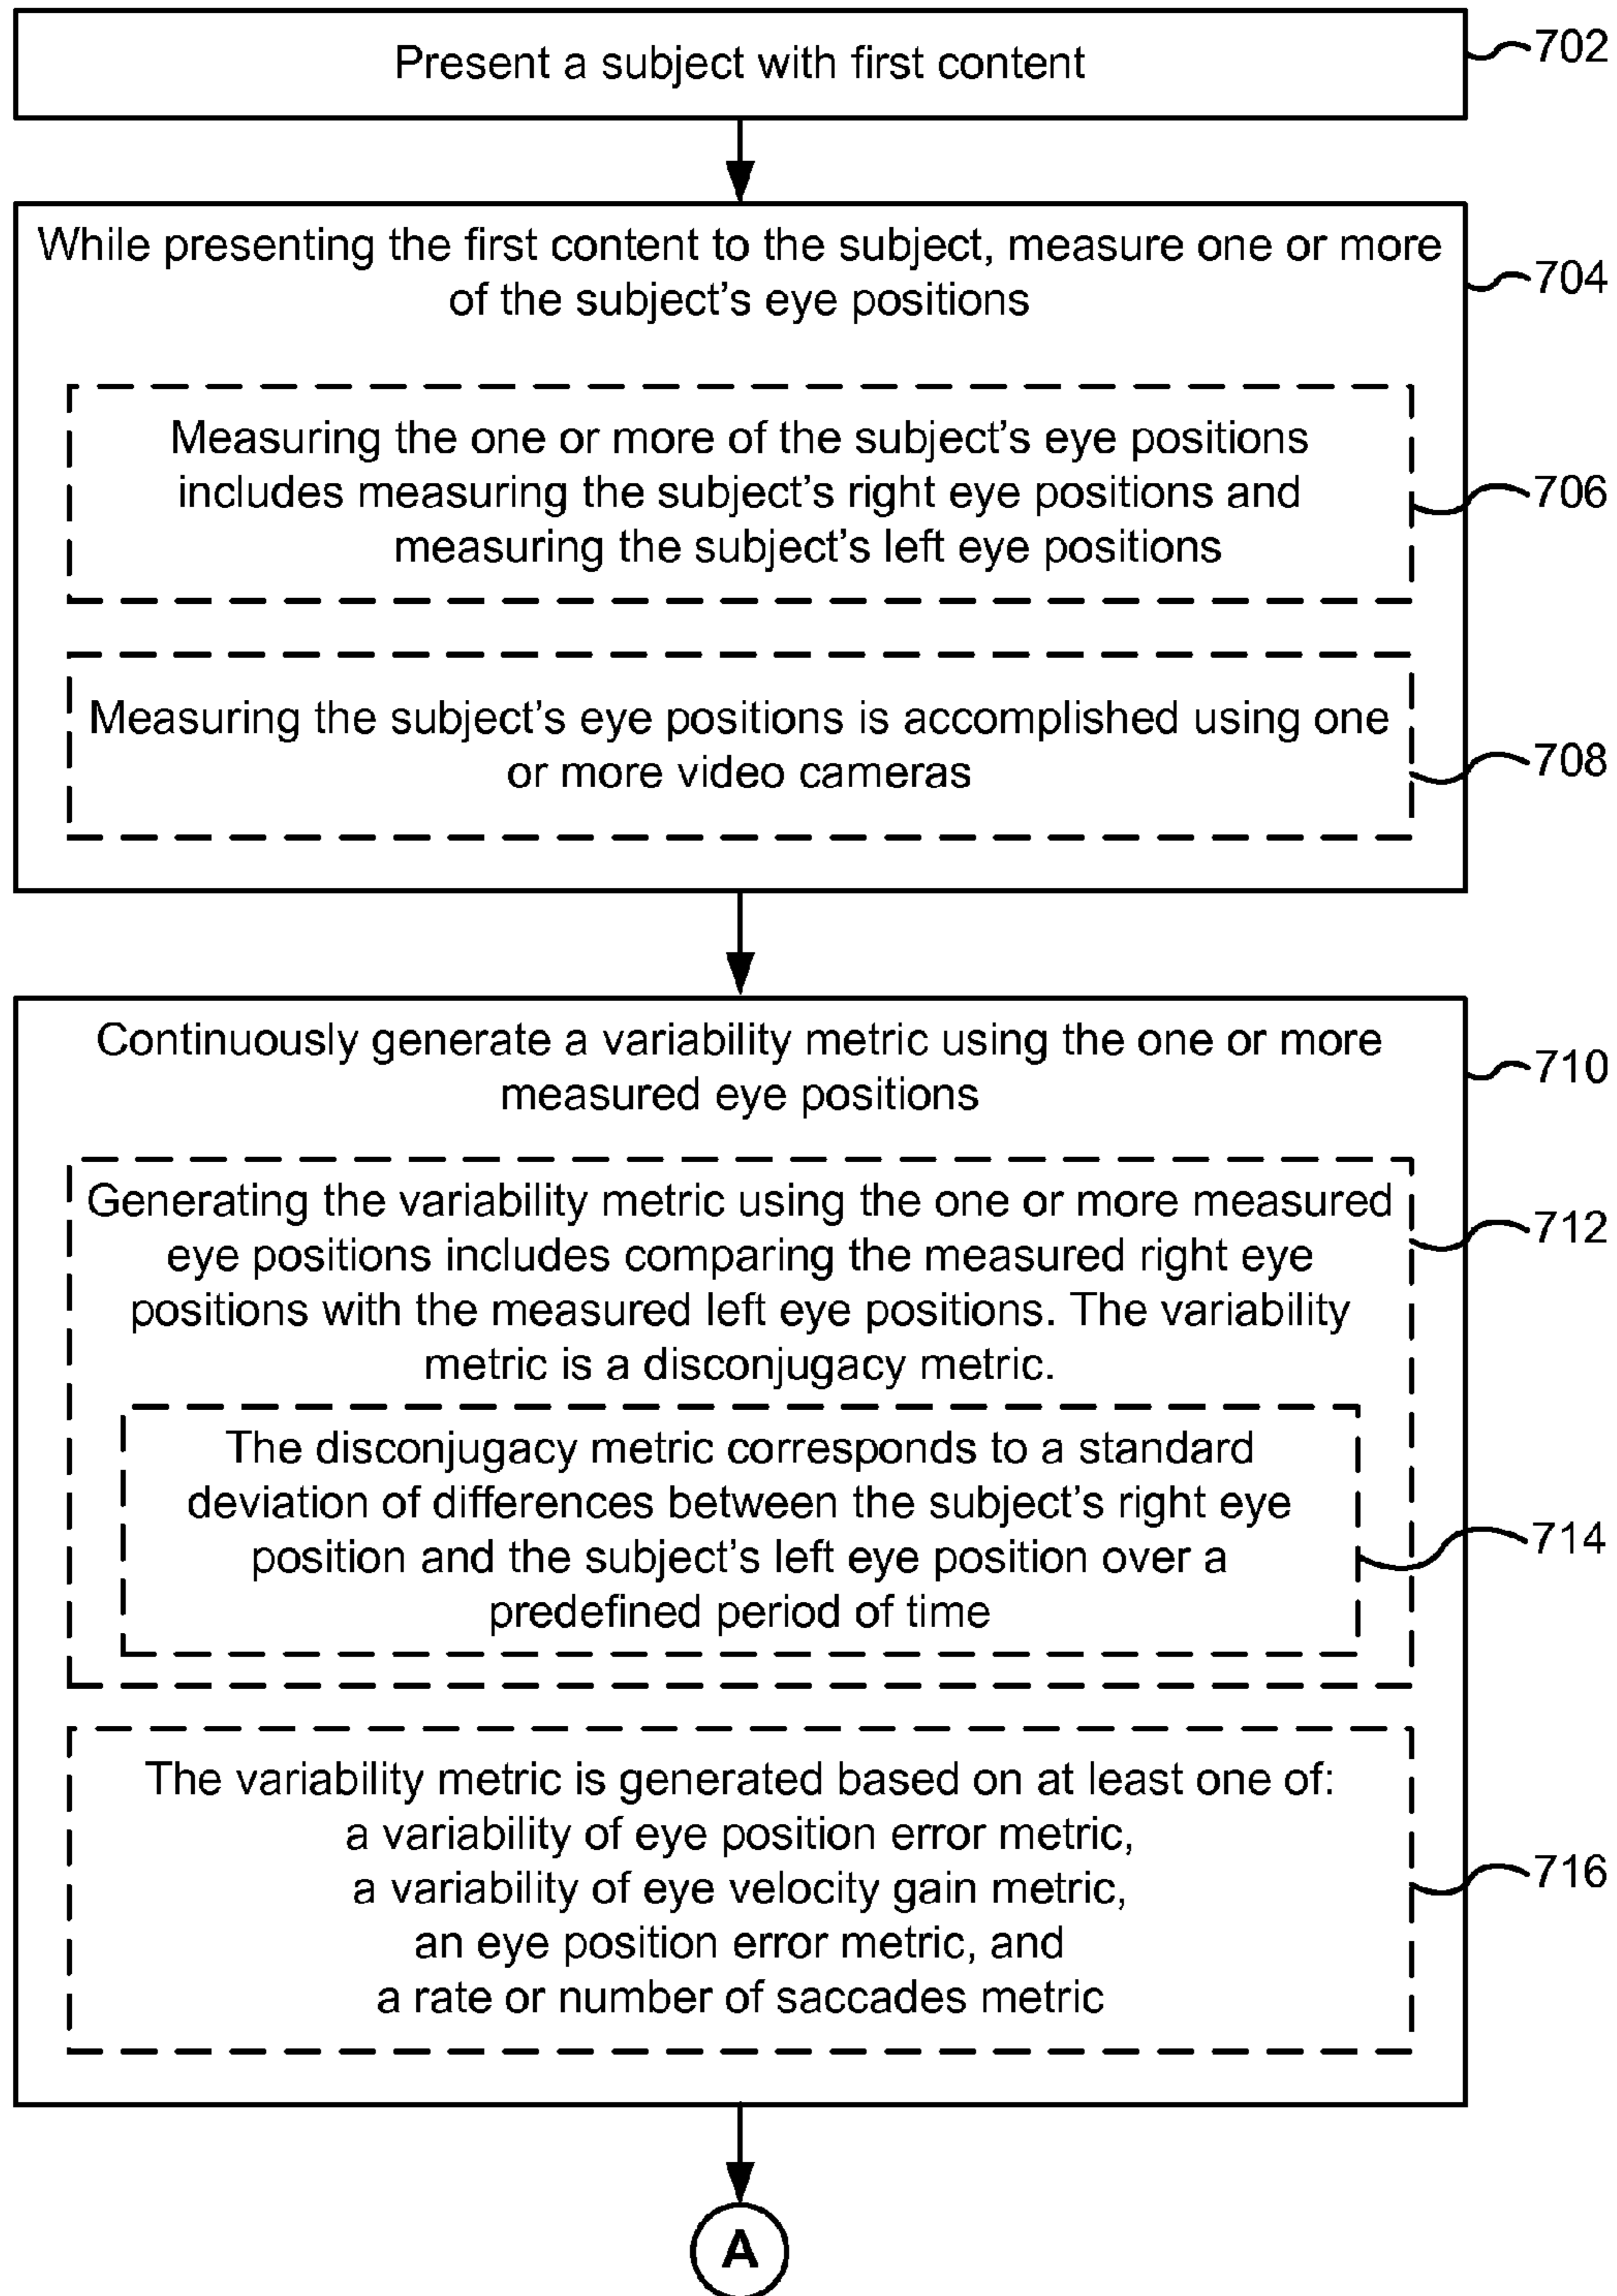 Present a subject with first content
702
While presenting the first content to the subject, measure one or more
of the subject's eye positions
704
Measuring the one or more of the subject's eye positions
includes measuring the subject's right eye positions and
measuring the subject's left eye positions
706
Measuring the subject's eye positions is accomplished using one
or more video cameras
708
Continuously generate a variability metric using the one or more
measured eye positions
710
Generating the variability metric using the one or more measured
eye positions includes comparing the measured right eye
positions with the measured left eye positions. The variability
metric is a disconjugacy metric.
712
The disconjugacy metric corresponds to a standard
deviation of differences between the subject's right eye
position and the subject's left eye position over a
predefined period of time
714
The variability metric is generated based on at least one of:
a variability of eye position error metric,
a variability of eye velocity gain metric,
an eye position error metric, and
a rate or number of saccades metric
716
A